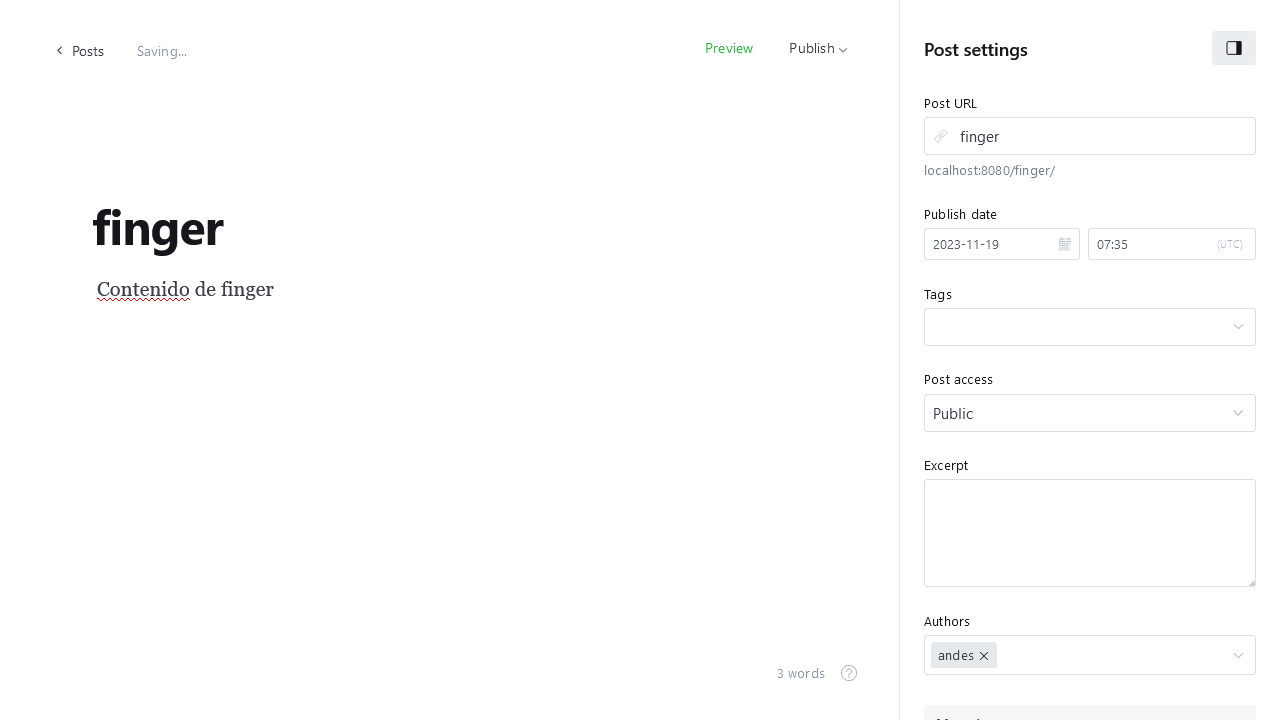 Posts
Saving...
Preview
Publish
finger
Contenido de finger
3 words
Post settings
Post URL
finger
localhost:8080/finger/
Publish date
2023-11-19
07:35
(UTC)
Tags
Post access
Public
Excerpt
Authors
andes